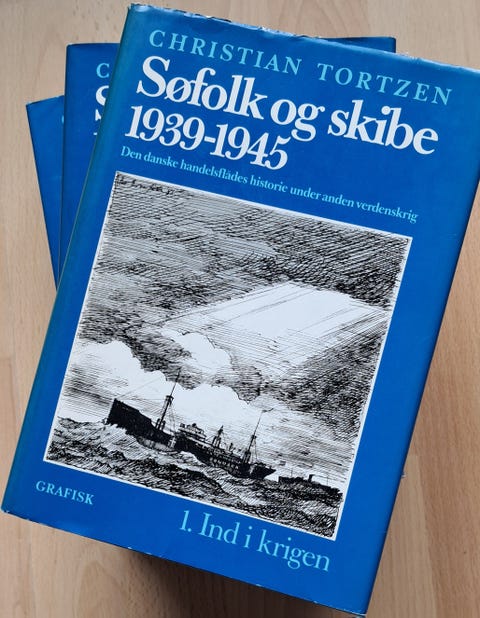 CHRISTIAN TORTZEN
Søfolk og skibe
1939-1945
Den danske handelsflådes historie under anden verdenskrig
GRAFISK
1. Ind i krigen